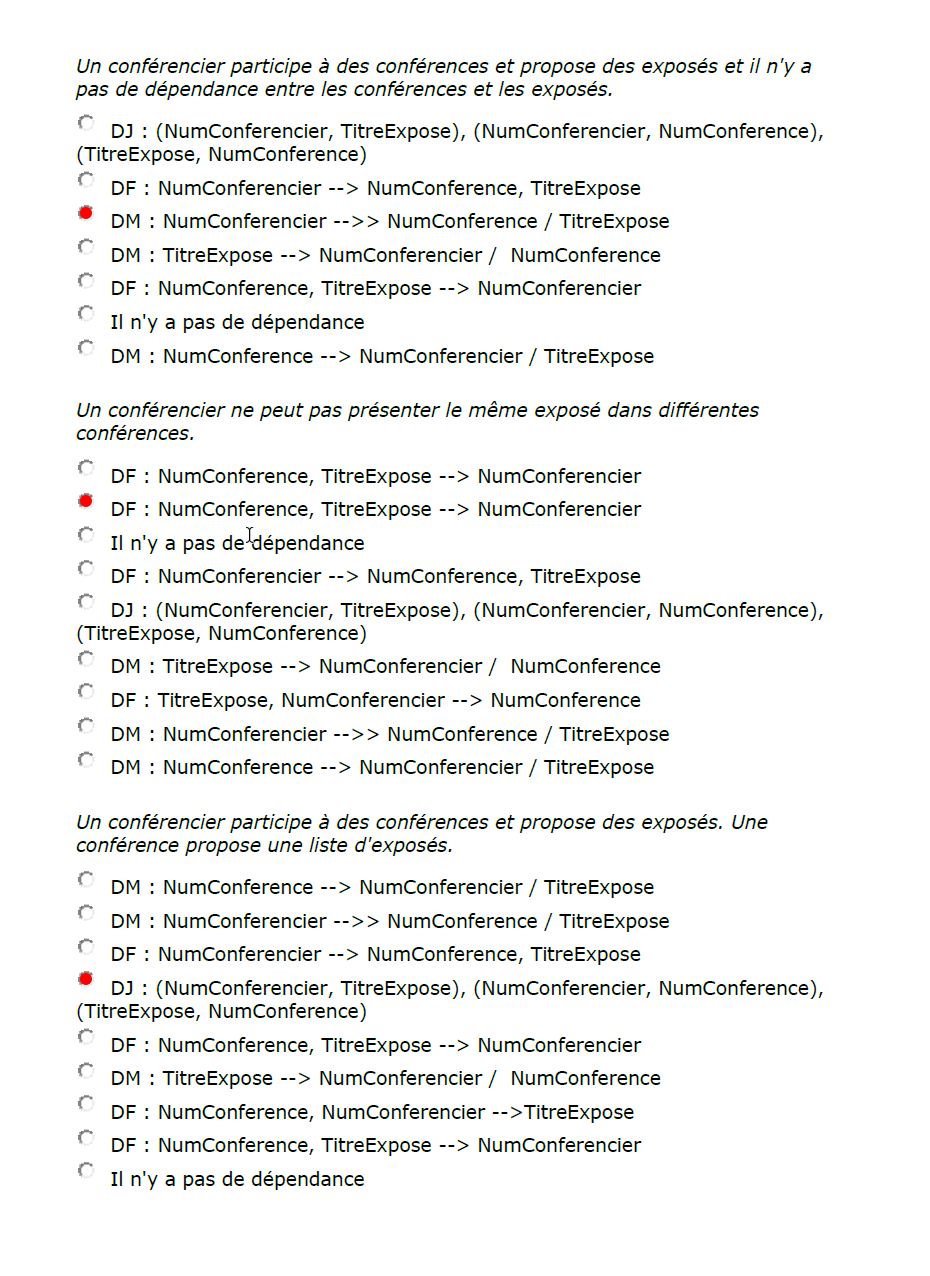 Un conférencier participe à des conférences et propose des exposés et il n'y a
pas de dépendance entre les conférences et les exposés.
DJ : (NumConferencier, TitreExpose), (NumConferencier, NumConference),
(TitreExpose, NumConference)
DF : NumConferencier --> NumConference, TitreExpose
DM : NumConferencier -->> NumConference / TitreExpose
DM : TitreExpose --> NumConferencier /  NumConference
DF : NumConference, TitreExpose --> NumConferencier
Il n'y a pas de dépendance
DM : NumConference --> NumConferencier / TitreExpose
Un conférencier ne peut pas présenter le même exposé dans différentes
conférences.
DF : NumConference, TitreExpose --> NumConferencier
DF : NumConference, TitreExpose --> NumConferencier
Il n'y a pas de dépendance
DF : NumConferencier --> NumConference, TitreExpose
DJ : (NumConferencier, TitreExpose), (NumConferencier, NumConference),
(TitreExpose, NumConference)
DM : TitreExpose --> NumConferencier /  NumConference
DF : TitreExpose, NumConferencier --> NumConference
DM : NumConferencier -->> NumConference / TitreExpose
DM : NumConference --> NumConferencier / TitreExpose
Un conférencier participe à des conférences et propose des exposés. Une
conférence propose une liste d'exposés.
DM : NumConference --> NumConferencier / TitreExpose
DM : NumConferencier -->> NumConference / TitreExpose
DF : NumConferencier --> NumConference, TitreExpose
DJ : (NumConferencier, TitreExpose), (NumConferencier, NumConference),
(TitreExpose, NumConference)
DF : NumConference, TitreExpose --> NumConferencier
DM : TitreExpose --> NumConferencier /  NumConference
DF : NumConference, NumConferencier -->TitreExpose
DF : NumConference, TitreExpose --> NumConferencier
Il n'y a pas de dépendance